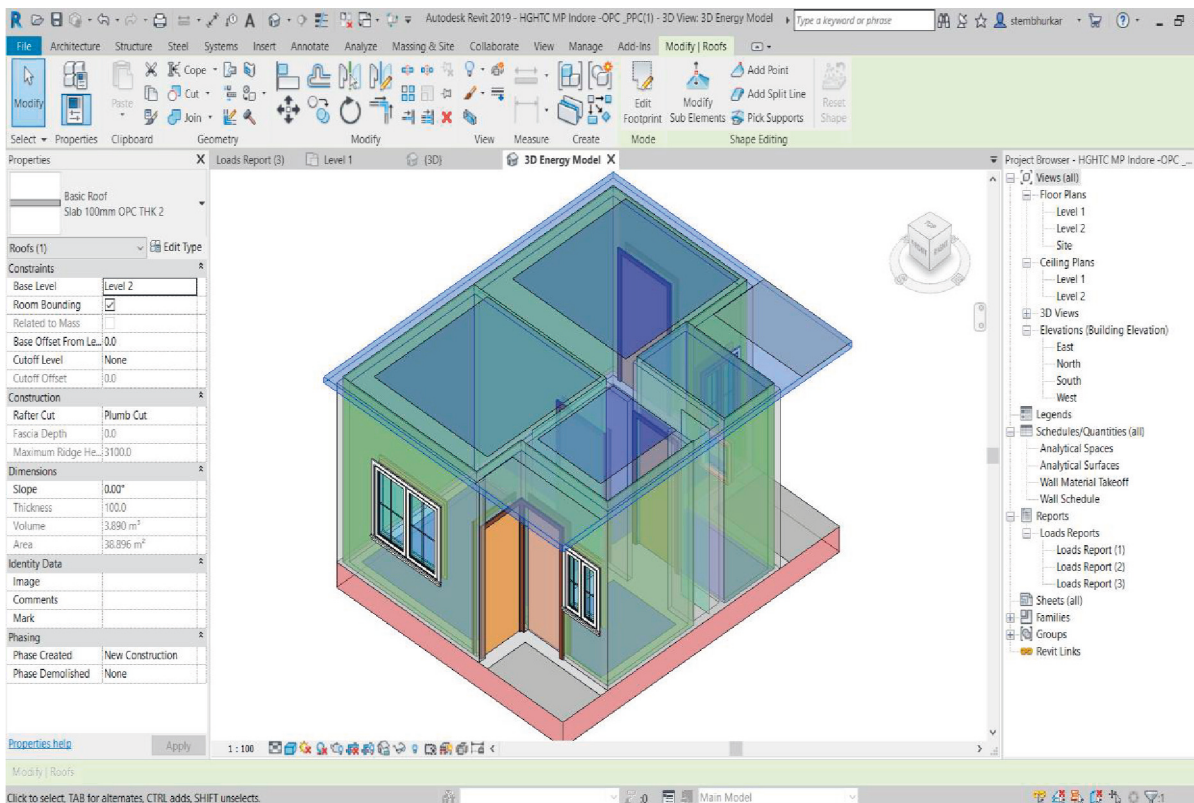 Autodesk Revit 2019 - HGHTC MP Indore -OPC _PPC(1) - 3D View: 3D Energy Model
Type a keyword or phrase
stembhurkar
File Architecture Structure Steel Systems Insert Annotate Analyze Massing & Site Collaborate View Manage Add-Ins Modify | Roofs
Modify
Paste
Cope
Cut
Join
Edit Footprint
Modify Sub Elements
Add Point
Add Split Line
Pick Supports
Reset Shape
Select Properties Clipboard Geometry Modify View Measure Create Mode Shape Editing
Properties X
Loads Report (3) Level 1 {3D} 3D Energy Model X
Project Browser - HGHTC MP Indore -OPC _...
Basic Roof
Slab 100mm OPC THK 2
Roofs (1) Edit Type
Constraints
Base Level Level 2
Room Bounding
Related to Mass
Base Offset From Le... 0.0
Cutoff Level None
Cutoff Offset 0.0
Construction
Rafter Cut Plumb Cut
Fascia Depth 0.0
Maximum Ridge He... 3100.0
Dimensions
Slope 0.00°
Thickness 100.0
Volume 3.890 m³
Area 38.896 m²
Identity Data
Image
Comments
Mark
Phasing
Phase Created New Construction
Phase Demolished None
Properties help Apply
Views (all)
Floor Plans
Level 1
Level 2
Site
Ceiling Plans
Level 1
Level 2
3D Views
Elevations (Building Elevation)
East
North
South
West
Legends
Schedules/Quantities (all)
Analytical Spaces
Analytical Surfaces
Wall Material Takeoff
Wall Schedule
Reports
Loads Reports
Loads Report (1)
Loads Report (2)
Loads Report (3)
Sheets (all)
Families
Groups
Revit Links
1 : 100
Modify | Roofs
Click to select, TAB for alternates, CTRL adds, SHIFT unselects.
:0
Main Model
:1